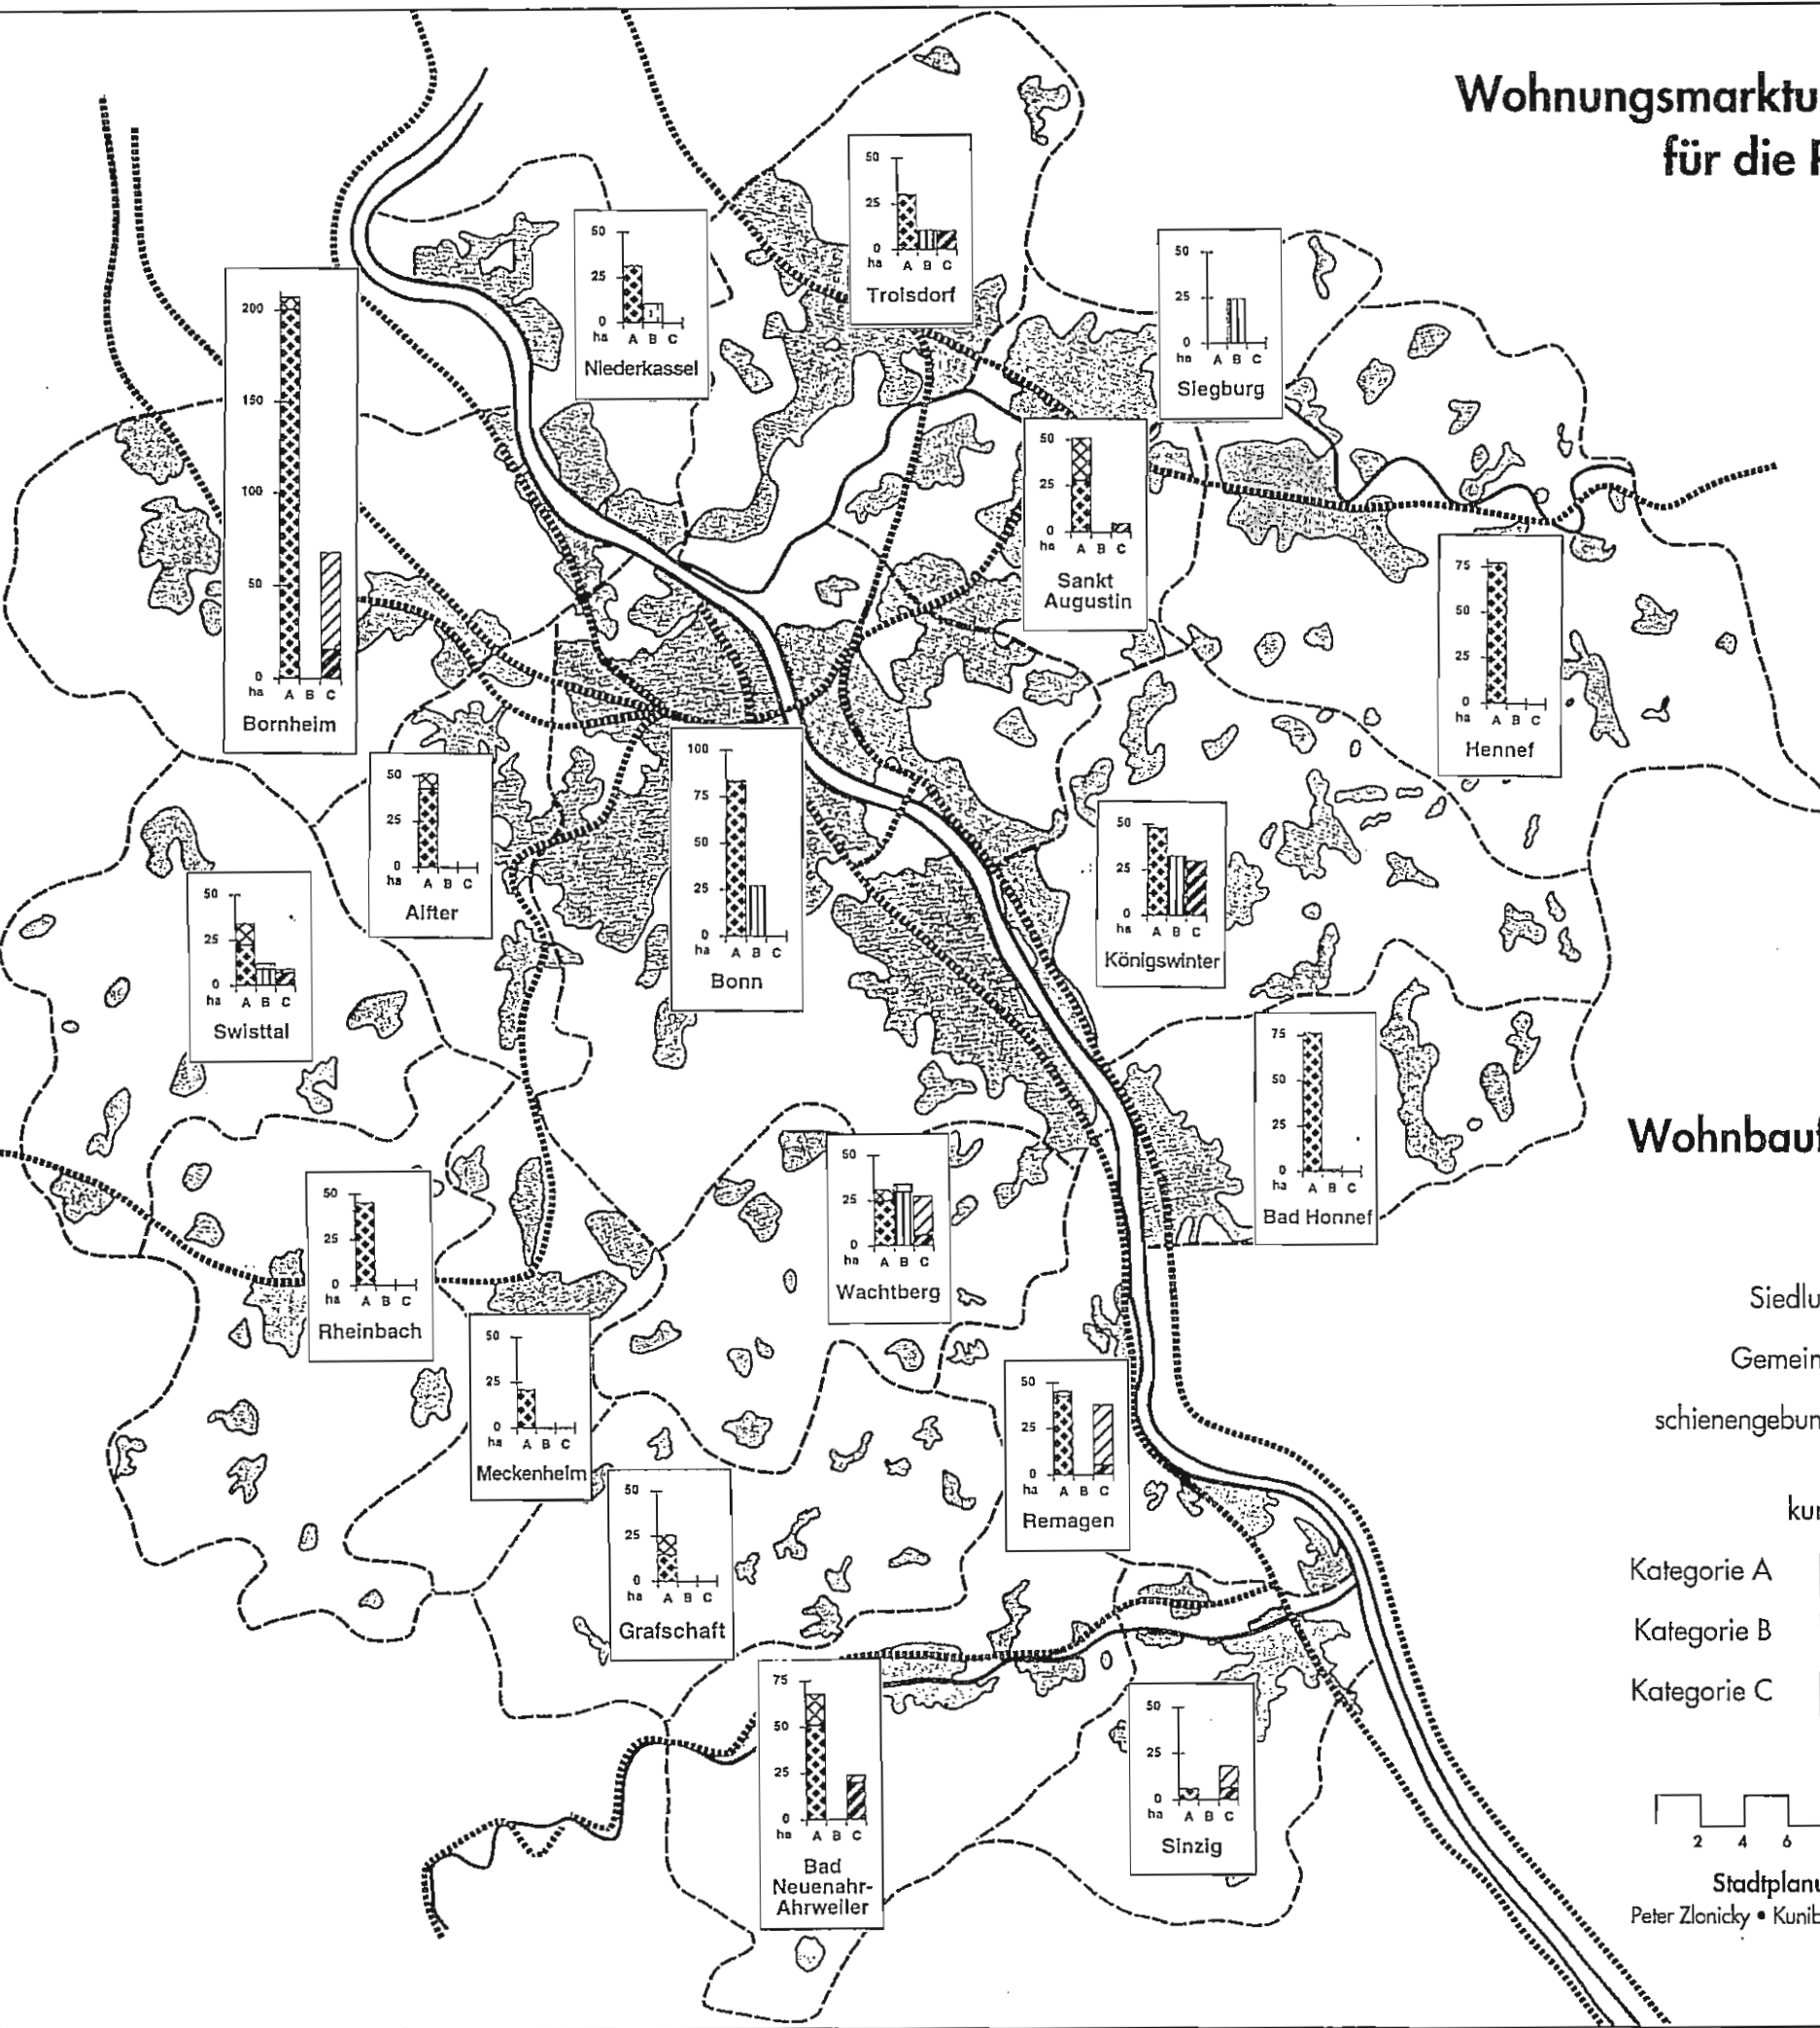 Wohnungsmarktu
für die R
50
25
0
ha
A B C
Troisdorf
50
25
0
ha
A B C
Niederkassel
50
25
0
ha
A B C
Siegburg
200
150
100
50
0
ha
A B C
Bornheim
50
25
0
ha
A B C
Sankt
Augustin
75
50
25
0
ha
A B C
Hennef
50
25
0
ha
A B C
Alfter
100
75
50
25
0
ha
A B C
Bonn
50
25
0
ha
A B C
Königswinter
50
25
0
ha
A B C
Swisttal
75
50
25
0
ha
A B C
Bad Honnef
Wohnbauf
50
25
0
ha
A B C
Wachtberg
50
25
0
ha
A B C
Rheinbach
50
25
0
ha
A B C
Meckenheim
50
25
0
ha
A B C
Remagen
50
25
0
ha
A B C
Grafschaft
75
50
25
0
ha
A B C
Bad
Neuenahr-
Ahrweiler
50
25
0
ha
A B C
Sinzig
Siedlu
Gemein
schienengebun
kur
Kategorie A
Kategorie B
Kategorie C
2 4 6
Stadtplanu
Peter Zlonicky • Kunib